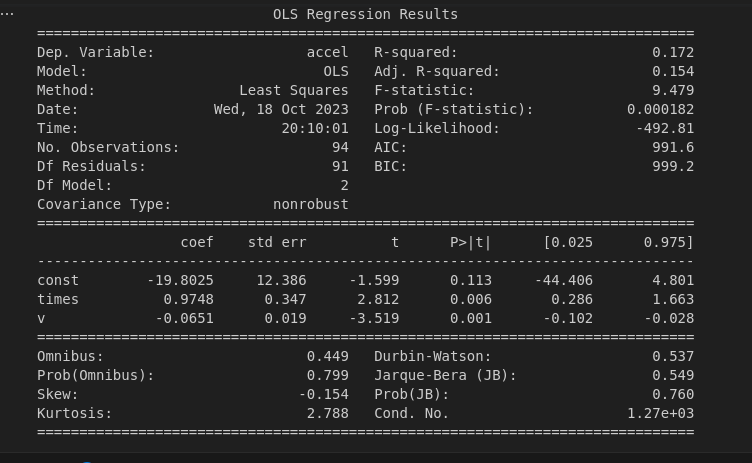 ...
OLS Regression Results
==============================================================================
Dep. Variable: accel R-squared: 0.172
Model: OLS Adj. R-squared: 0.154
Method: Least Squares F-statistic: 9.479
Date: Wed, 18 Oct 2023 Prob (F-statistic): 0.000182
Time: 20:10:01 Log-Likelihood: -492.81
No. Observations: 94 AIC: 991.6
Df Residuals: 91 BIC: 999.2
Df Model: 2
Covariance Type: nonrobust
==============================================================================
coef std err t P>|t| [0.025 0.975]
------------------------------------------------------------------------------
const -19.8025 12.386 -1.599 0.113 -44.406 4.801
times 0.9748 0.347 2.812 0.006 0.286 1.663
v -0.0651 0.019 -3.519 0.001 -0.102 -0.028
==============================================================================
Omnibus: 0.449 Durbin-Watson: 0.537
Prob(Omnibus): 0.799 Jarque-Bera (JB): 0.549
Skew: -0.154 Prob(JB): 0.760
Kurtosis: 2.788 Cond. No. 1.27e+03
==============================================================================